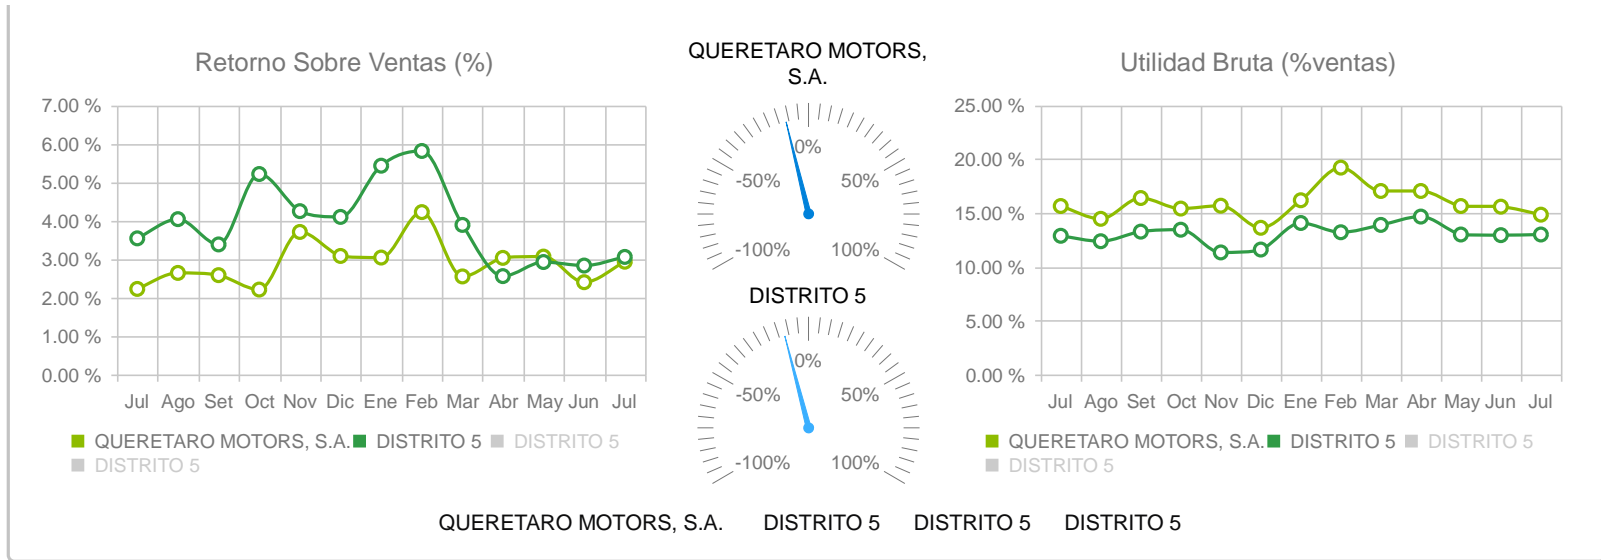 Retorno Sobre Ventas (%)
7.00 %
6.00 %
5.00 %
4.00 %
3.00 %
2.00 %
1.00 %
0.00 %
Jul Ago Set Oct Nov Dic Ene Feb Mar Abr May Jun Jul
QUERETARO MOTORS, S.A. DISTRITO 5 DISTRITO 5
DISTRITO 5
QUERETARO MOTORS,
S.A.
0%
-50% 50%
-100% 100%
DISTRITO 5
0%
-50% 50%
-100% 100%
Utilidad Bruta (%ventas)
25.00 %
20.00 %
15.00 %
10.00 %
5.00 %
0.00 %
Jul Ago Set Oct Nov Dic Ene Feb Mar Abr May Jun Jul
QUERETARO MOTORS, S.A. DISTRITO 5 DISTRITO 5
DISTRITO 5
QUERETARO MOTORS, S.A. DISTRITO 5 DISTRITO 5 DISTRITO 5